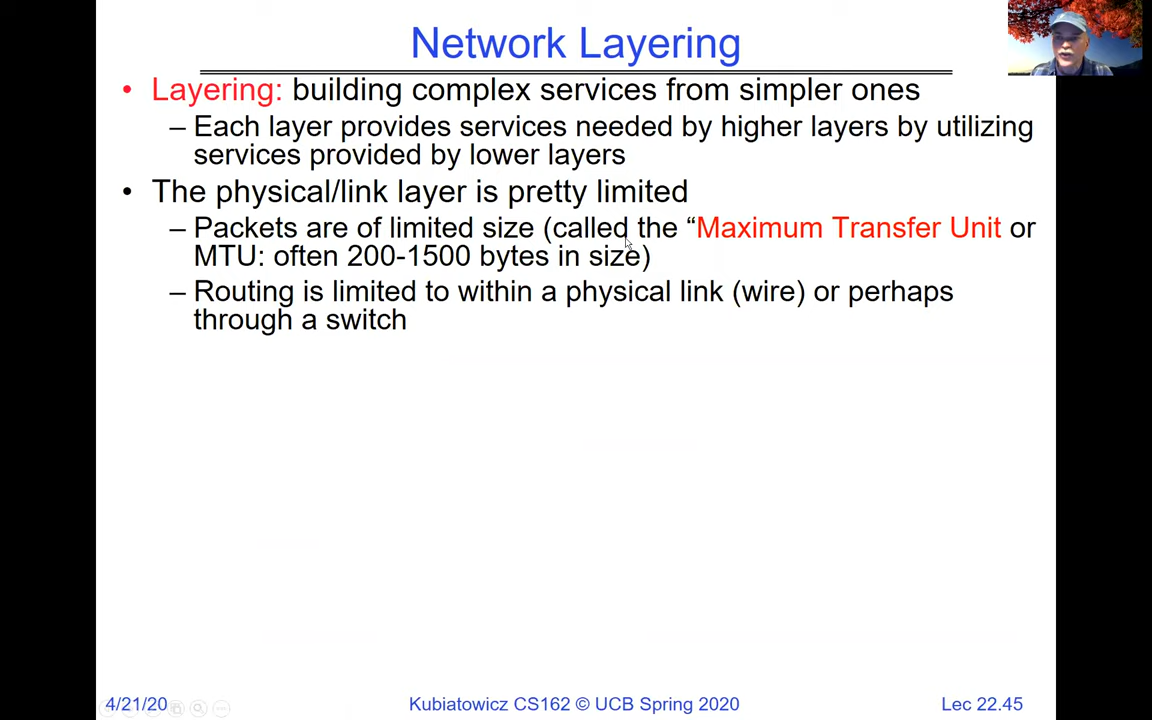 Network Layering
• Layering: building complex services from simpler ones
– Each layer provides services needed by higher layers by utilizing
services provided by lower layers
• The physical/link layer is pretty limited
– Packets are of limited size (called the “Maximum Transfer Unit or
MTU: often 200-1500 bytes in size)
– Routing is limited to within a physical link (wire) or perhaps
through a switch
4/21/20 Kubiatowicz CS162 © UCB Spring 2020 Lec 22.45